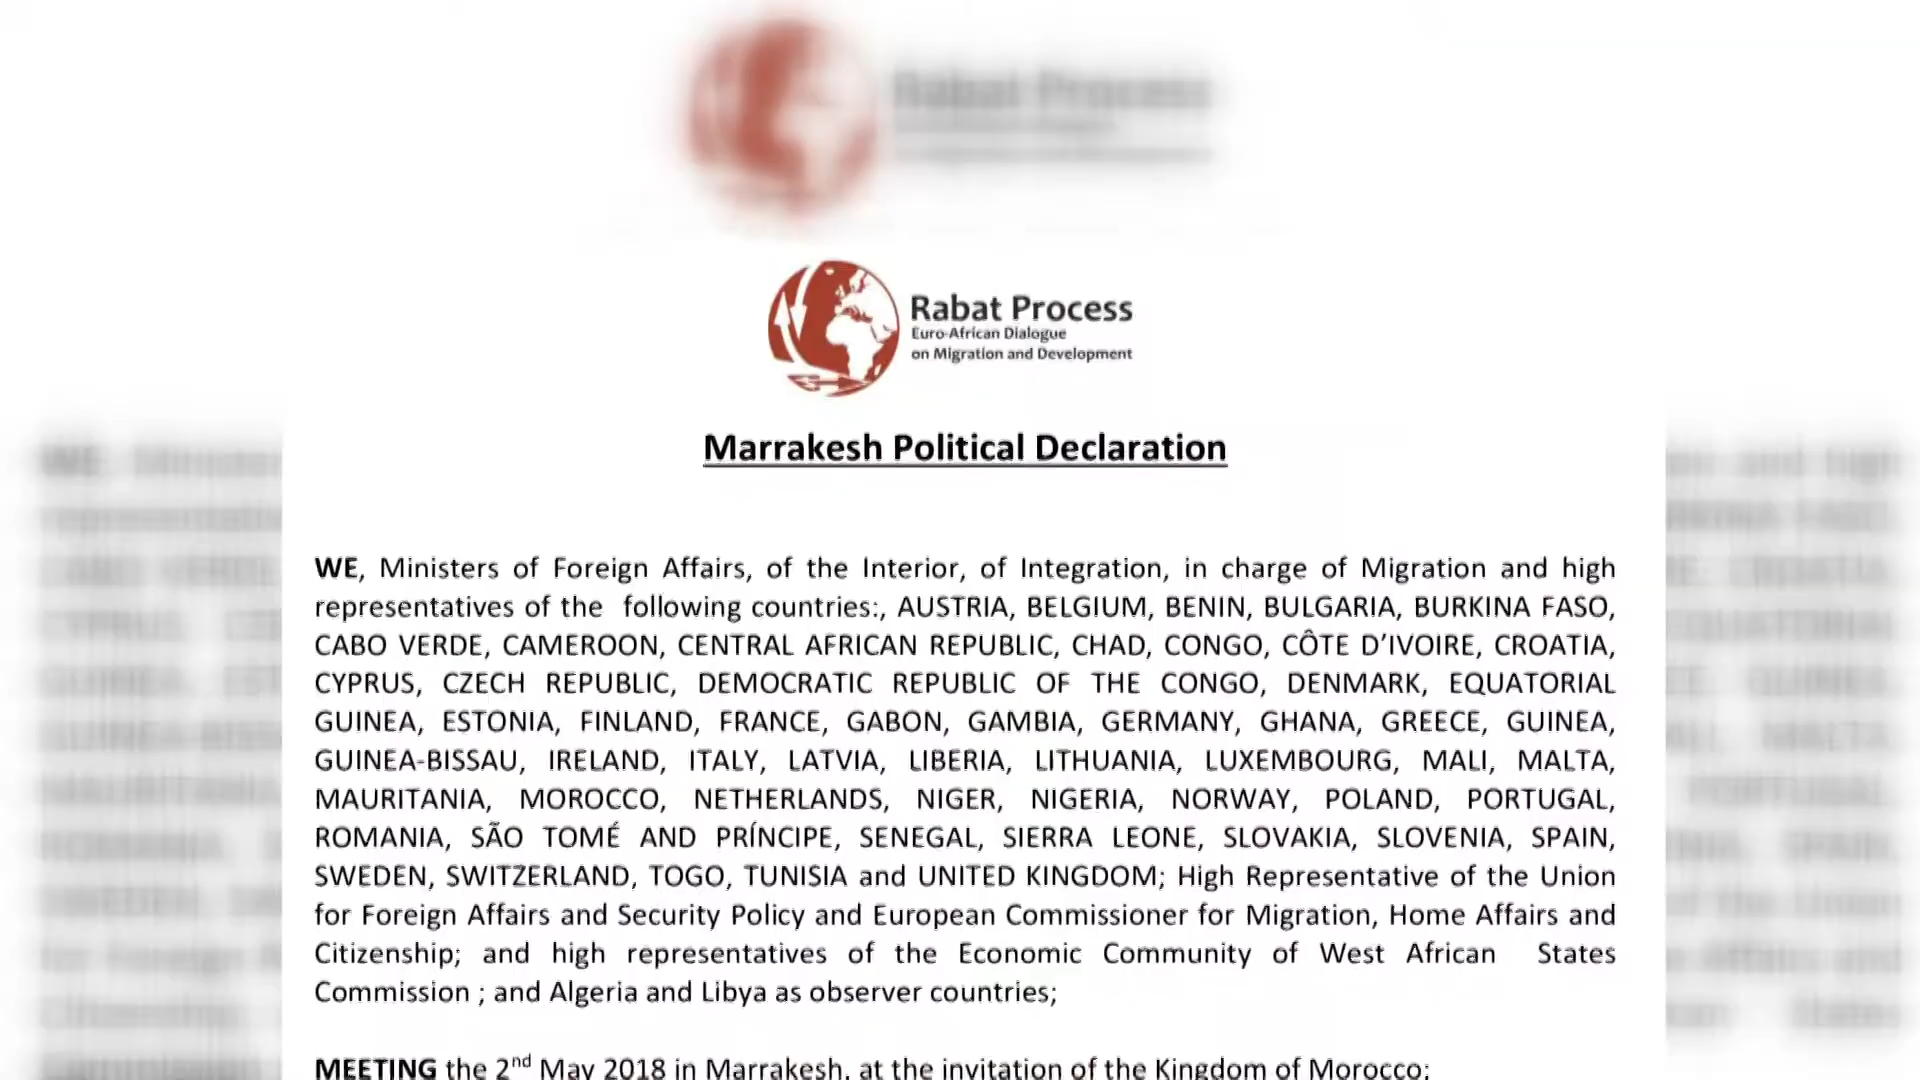 Rabat Process
Euro-African Dialogue
on Migration and Development
Marrakesh Political Declaration
WE, Ministers of Foreign Affairs, of the Interior, of Integration, in charge of Migration and high
representatives of the following countries:, AUSTRIA, BELGIUM, BENIN, BULGARIA, BURKINA FASO,
CABO VERDE, CAMEROON, CENTRAL AFRICAN REPUBLIC, CHAD, CONGO, CÔTE D’IVOIRE, CROATIA,
CYPRUS, CZECH REPUBLIC, DEMOCRATIC REPUBLIC OF THE CONGO, DENMARK, EQUATORIAL
GUINEA, ESTONIA, FINLAND, FRANCE, GABON, GAMBIA, GERMANY, GHANA, GREECE, GUINEA,
GUINEA-BISSAU, IRELAND, ITALY, LATVIA, LIBERIA, LITHUANIA, LUXEMBOURG, MALI, MALTA,
MAURITANIA, MOROCCO, NETHERLANDS, NIGER, NIGERIA, NORWAY, POLAND, PORTUGAL,
ROMANIA, SÃO TOMÉ AND PRÍNCIPE, SENEGAL, SIERRA LEONE, SLOVAKIA, SLOVENIA, SPAIN,
SWEDEN, SWITZERLAND, TOGO, TUNISIA and UNITED KINGDOM; High Representative of the Union
for Foreign Affairs and Security Policy and European Commissioner for Migration, Home Affairs and
Citizenship; and high representatives of the Economic Community of West African States
Commission ; and Algeria and Libya as observer countries;
MEETING the 2nd May 2018 in Marrakesh, at the invitation of the Kingdom of Morocco;